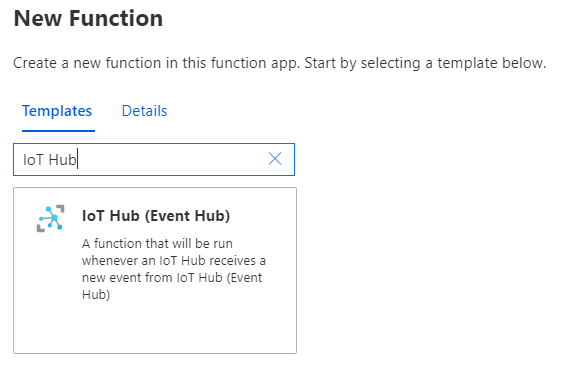 New Function
Create a new function in this function app. Start by selecting a template below.
Templates Details
IoT Hub
IoT Hub (Event Hub)
A function that will be run
whenever an IoT Hub receives a
new event from IoT Hub (Event
Hub)